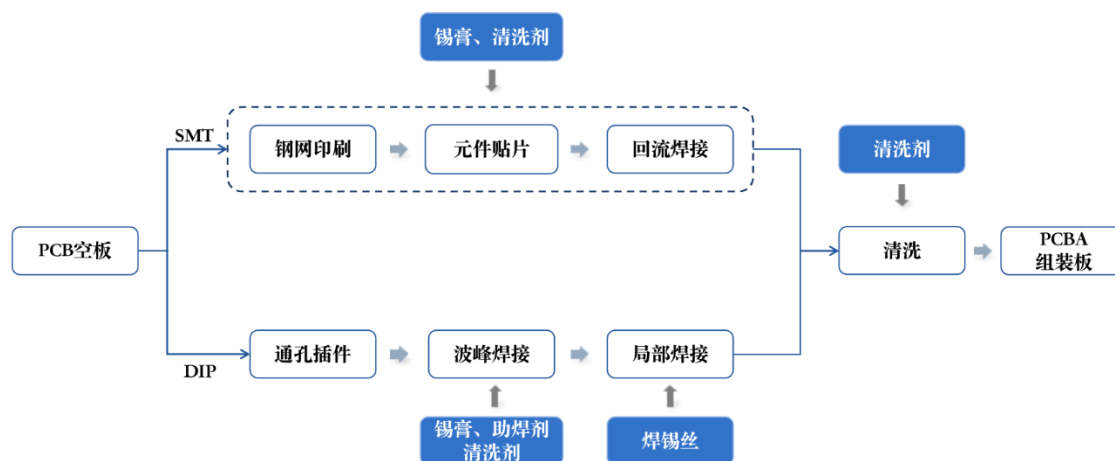 锡膏、清洗剂
SMT
钢网印刷
元件贴片
回流焊接
清洗剂
PCB空板
清洗
PCBA
组装板
通孔插件
波峰焊接
局部焊接
DIP
锡膏、助焊剂
清洗剂
焊锡丝